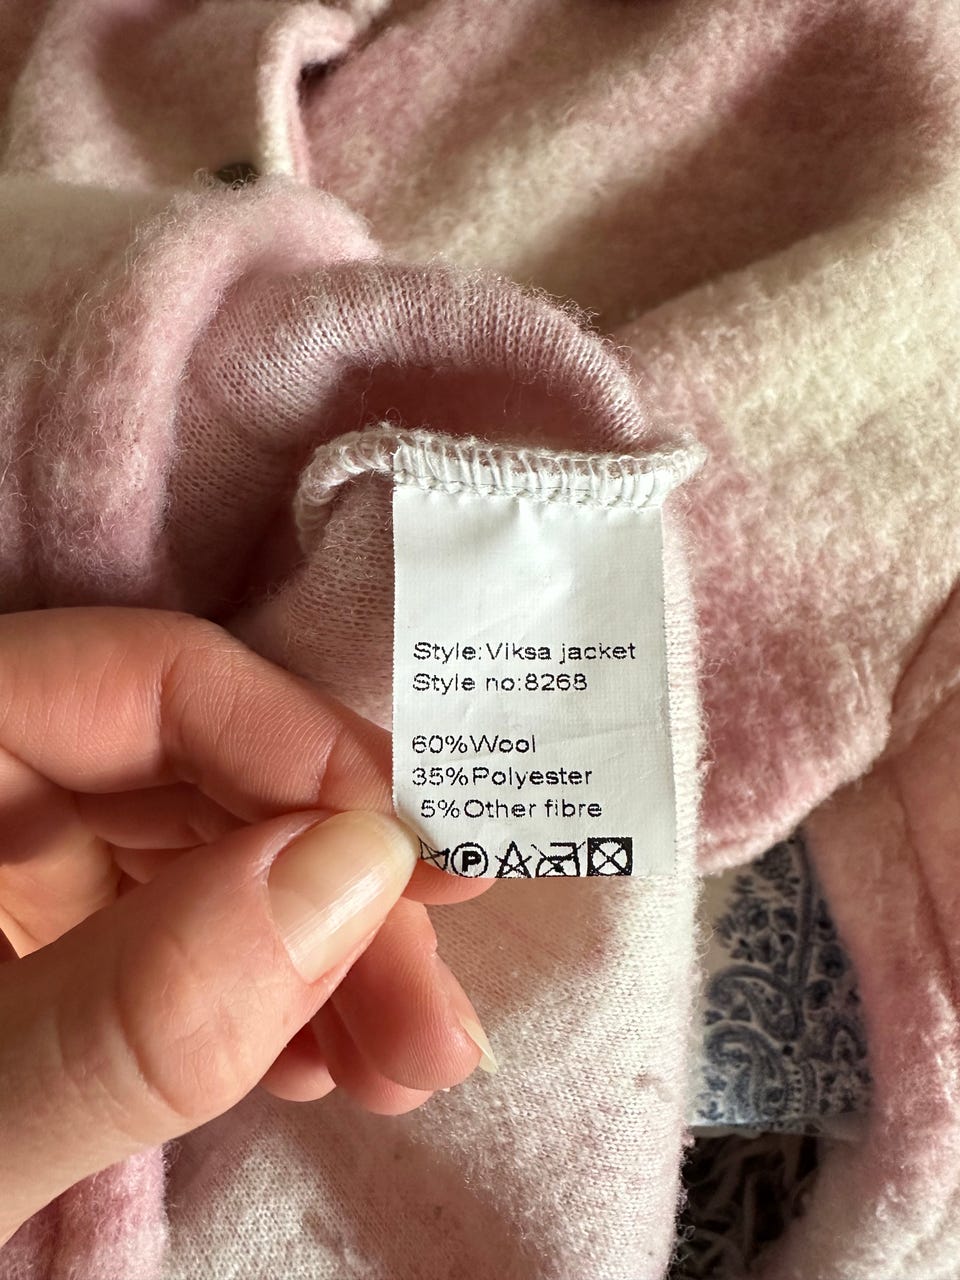 Style:Viksa jacket
Style no:8268
60%Wool
35%Polyester
5%Other fibre
P